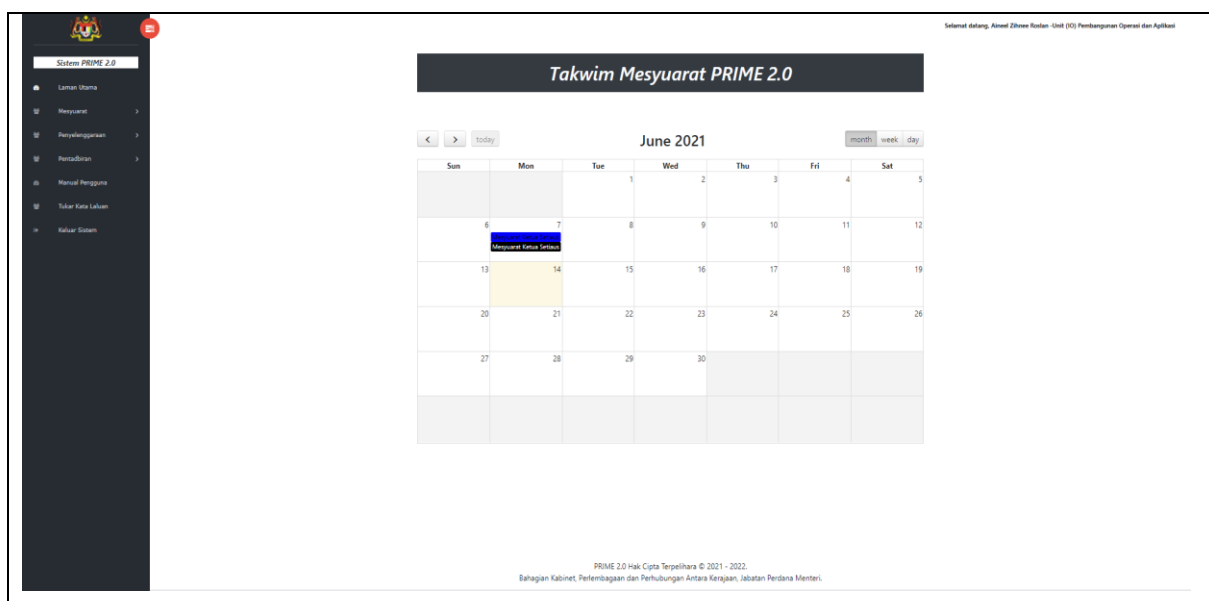 Selamat datang, Aineel Zihnee Roslan -Unit (IO) Pembangunan Operasi dan Aplikasi
Sistem PRIME 2.0
Laman Utama
Mesyuarat
Penyelenggaraan
Pentadbiran
Manual Pengguna
Tukar Kata Laluan
Keluar Sistem
Takwim Mesyuarat PRIME 2.0
< > today June 2021 month week day
Sun Mon Tue Wed Thu Fri Sat
1 2 3 4 5
6 7 8 9 10 11 12
Mesyuarat Ketua Setiaus
13 14 15 16 17 18 19
20 21 22 23 24 25 26
27 28 29 30
PRIME 2.0 Hak Cipta Terpelihara © 2021 - 2022.
Bahagian Kabinet, Perlembagaan dan Perhubungan Antara Kerajaan, Jabatan Perdana Menteri.